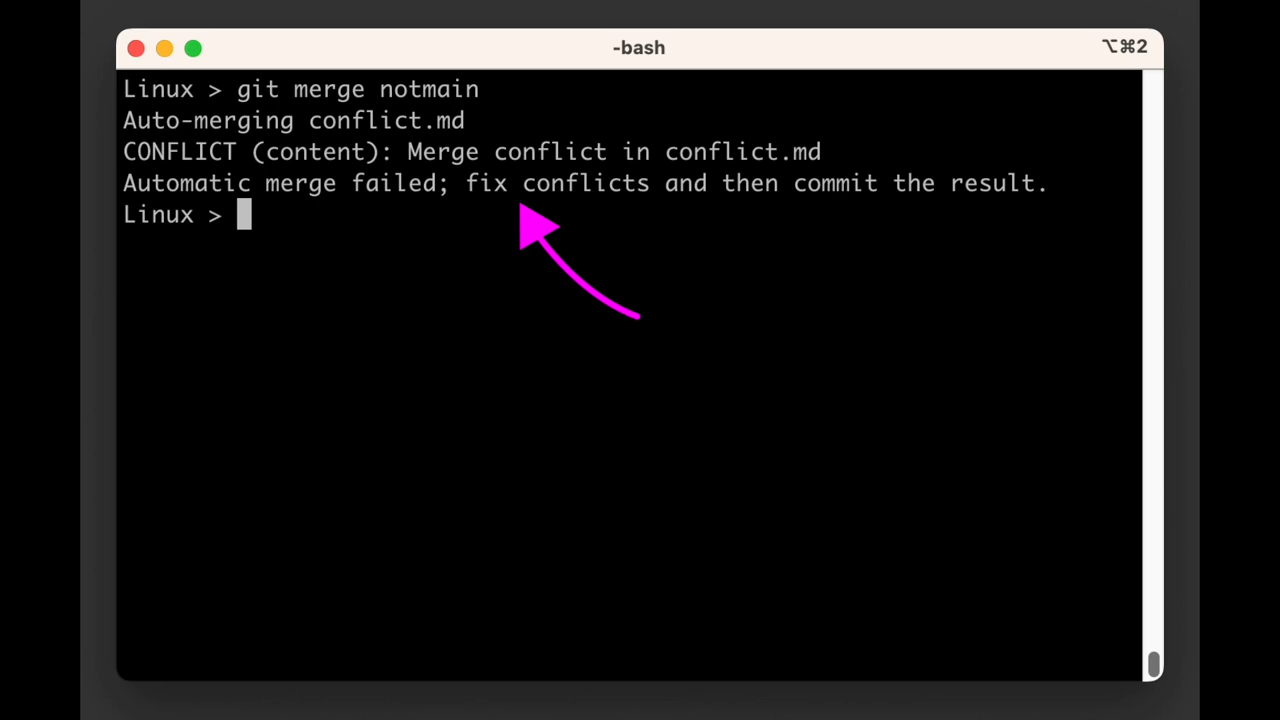 -bash
⌥⌘2
Linux > git merge notmain
Auto-merging conflict.md
CONFLICT (content): Merge conflict in conflict.md
Automatic merge failed; fix conflicts and then commit the result.
Linux >